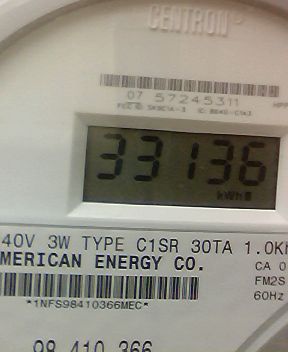 CENTRON
07 57245311
33136
kWh
40V 3W TYPE C1SR 30TA 1.0Kh
MERICAN ENERGY CO.
CA 0
FM2S
60Hz
*1NFS98410366MEC*
98 410 366